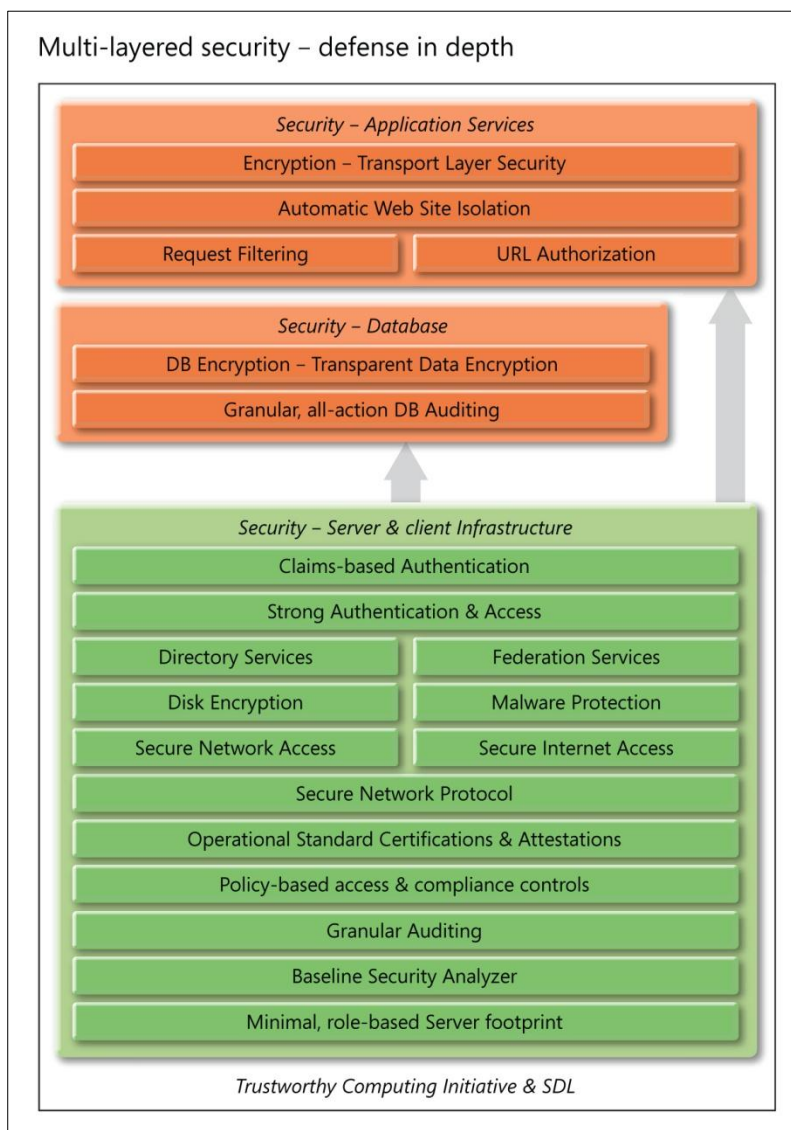 Multi-layered security – defense in depth
Security – Application Services
Encryption – Transport Layer Security
Automatic Web Site Isolation
Request Filtering
URL Authorization
Security – Database
DB Encryption – Transparent Data Encryption
Granular, all-action DB Auditing
Security – Server & client Infrastructure
Claims-based Authentication
Strong Authentication & Access
Directory Services
Federation Services
Disk Encryption
Malware Protection
Secure Network Access
Secure Internet Access
Secure Network Protocol
Operational Standard Certifications & Attestations
Policy-based access & compliance controls
Granular Auditing
Baseline Security Analyzer
Minimal, role-based Server footprint
Trustworthy Computing Initiative & SDL